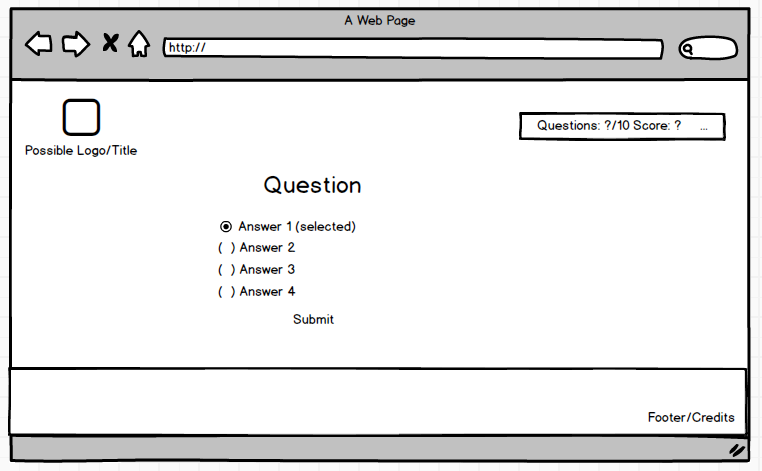 A Web Page
http://
Possible Logo/Title
Questions: ?/10 Score: ? ...
Question
Answer 1 (selected)
( ) Answer 2
( ) Answer 3
( ) Answer 4
Submit
Footer/Credits